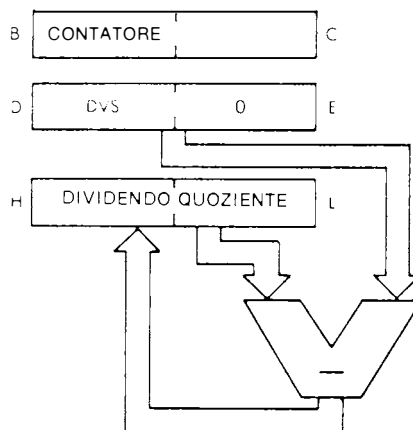 B CONTATORE C
D DVS 0 E
H DIVIDENDO QUOZIENTE L
—